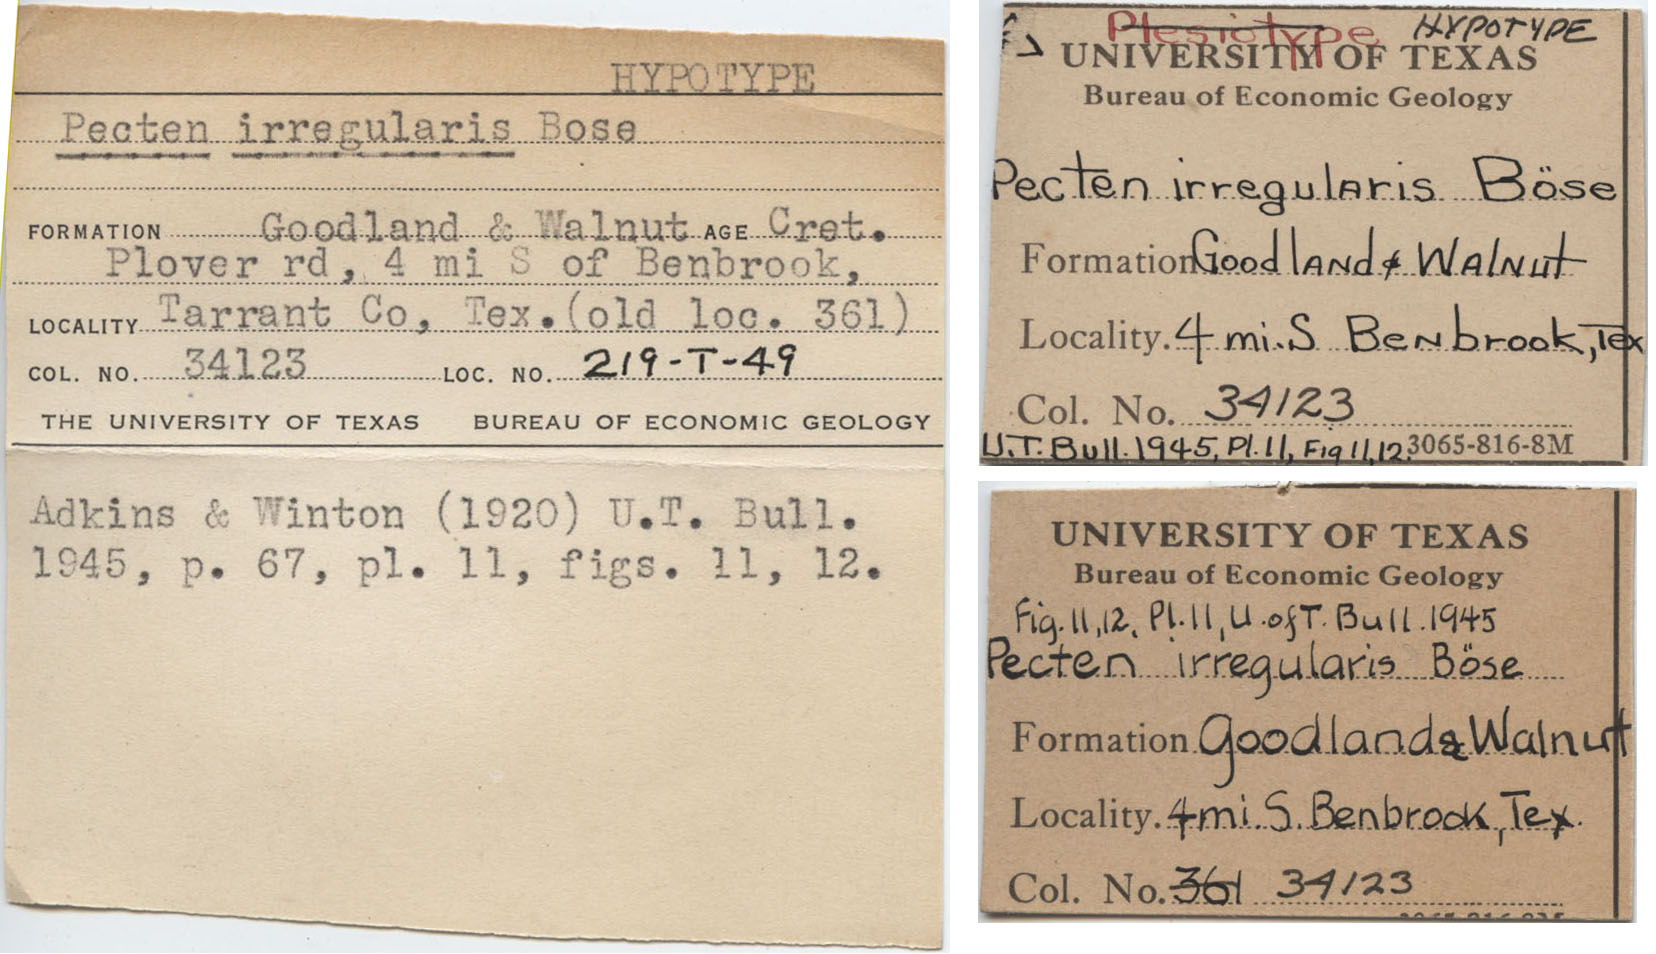 HYPOTYPE
Pecten irregularis Bose
FORMATION Goodland & Walnut AGE Cret.
Plover rd, 4 mi S of Benbrook,
LOCALITY Tarrant Co, Tex. (old loc. 361)
COL. NO. 34123 LOC. NO. 219-T-49
THE UNIVERSITY OF TEXAS BUREAU OF ECONOMIC GEOLOGY
Adkins & Winton (1920) U.T. Bull.
1945, p. 67, pl. 11, figs. 11, 12.
Plesiotype HYPOTYPE
UNIVERSITY OF TEXAS
Bureau of Economic Geology
Pecten irregularis Böse
Formation Goodland & Walnut
Locality. 4 mi. S Benbrook, Tex
Col. No. 34123
U.T. Bull. 1945, Pl. 11, Fig 11, 12. 3065-816-8M
UNIVERSITY OF TEXAS
Bureau of Economic Geology
Fig. 11, 12, Pl. 11, U. of T. Bull. 1945
Pecten irregularis Böse
Formation Goodland & Walnut
Locality. 4 mi. S. Benbrook, Tex.
Col. No. 361 34123